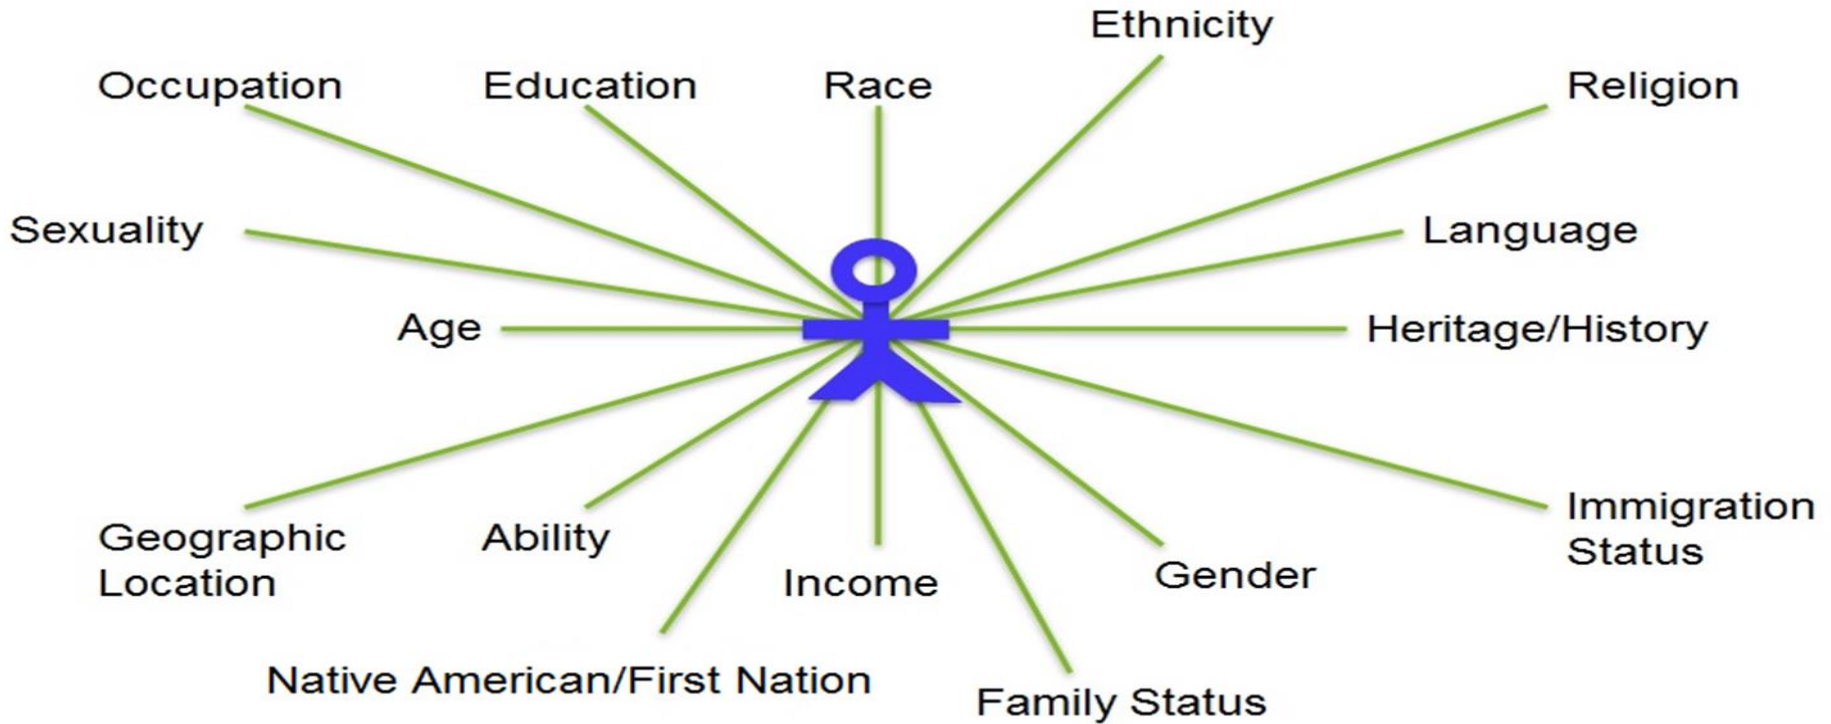 Ethnicity
Occupation
Education
Race
Religion
Sexuality
Language
Age
Heritage/History
Geographic
Location
Ability
Income
Gender
Immigration
Status
Native American/First Nation
Family Status